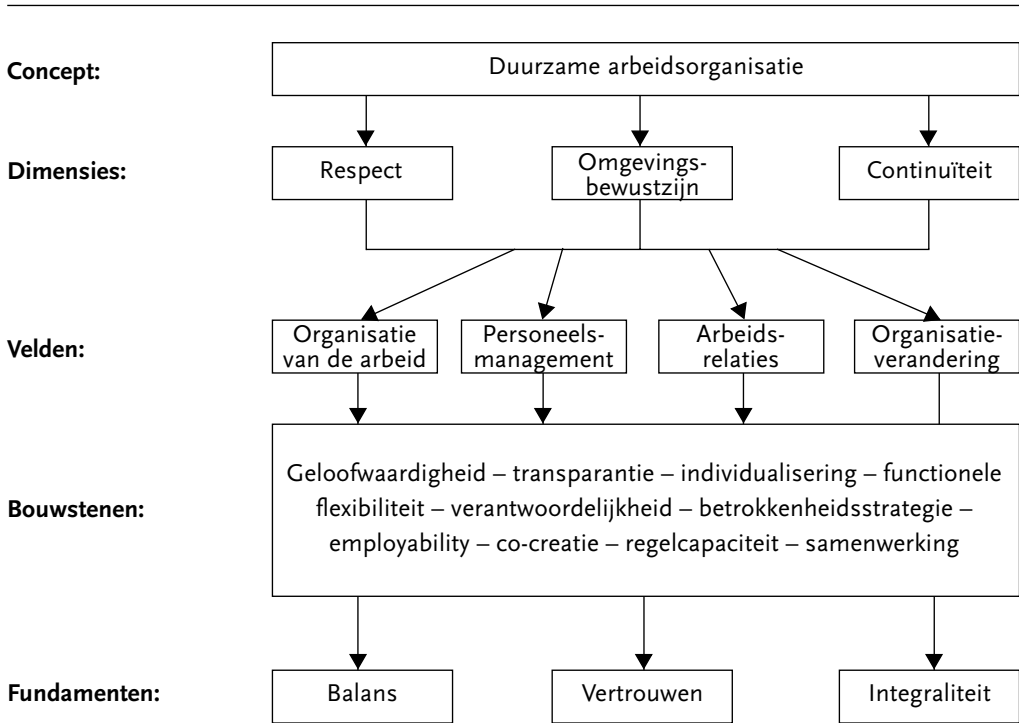 Concept:
Duurzame arbeidsorganisatie
Dimensies:
Respect
Omgevings-
bewustzijn
Continuïteit
Velden:
Organisatie
van de arbeid
Personeels-
management
Arbeids-
relaties
Organisatie-
verandering
Bouwstenen:
Geloofwaardigheid – transparantie – individualisering – functionele
flexibiliteit – verantwoordelijkheid – betrokkenheidsstrategie –
employability – co-creatie – regelcapaciteit – samenwerking
Fundamenten:
Balans
Vertrouwen
Integraliteit